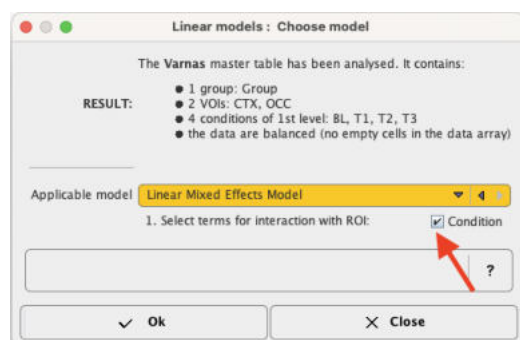 Linear models : Choose model
The Varnas master table has been analysed. It contains:
RESULT:
● 1 group: Group
● 2 VOIs: CTX, OCC
● 4 conditions of 1st level: BL, T1, T2, T3
● the data are balanced (no empty cells in the data array)
Applicable model Linear Mixed Effects Model
1. Select terms for interaction with ROI: Condition
?
Ok Close